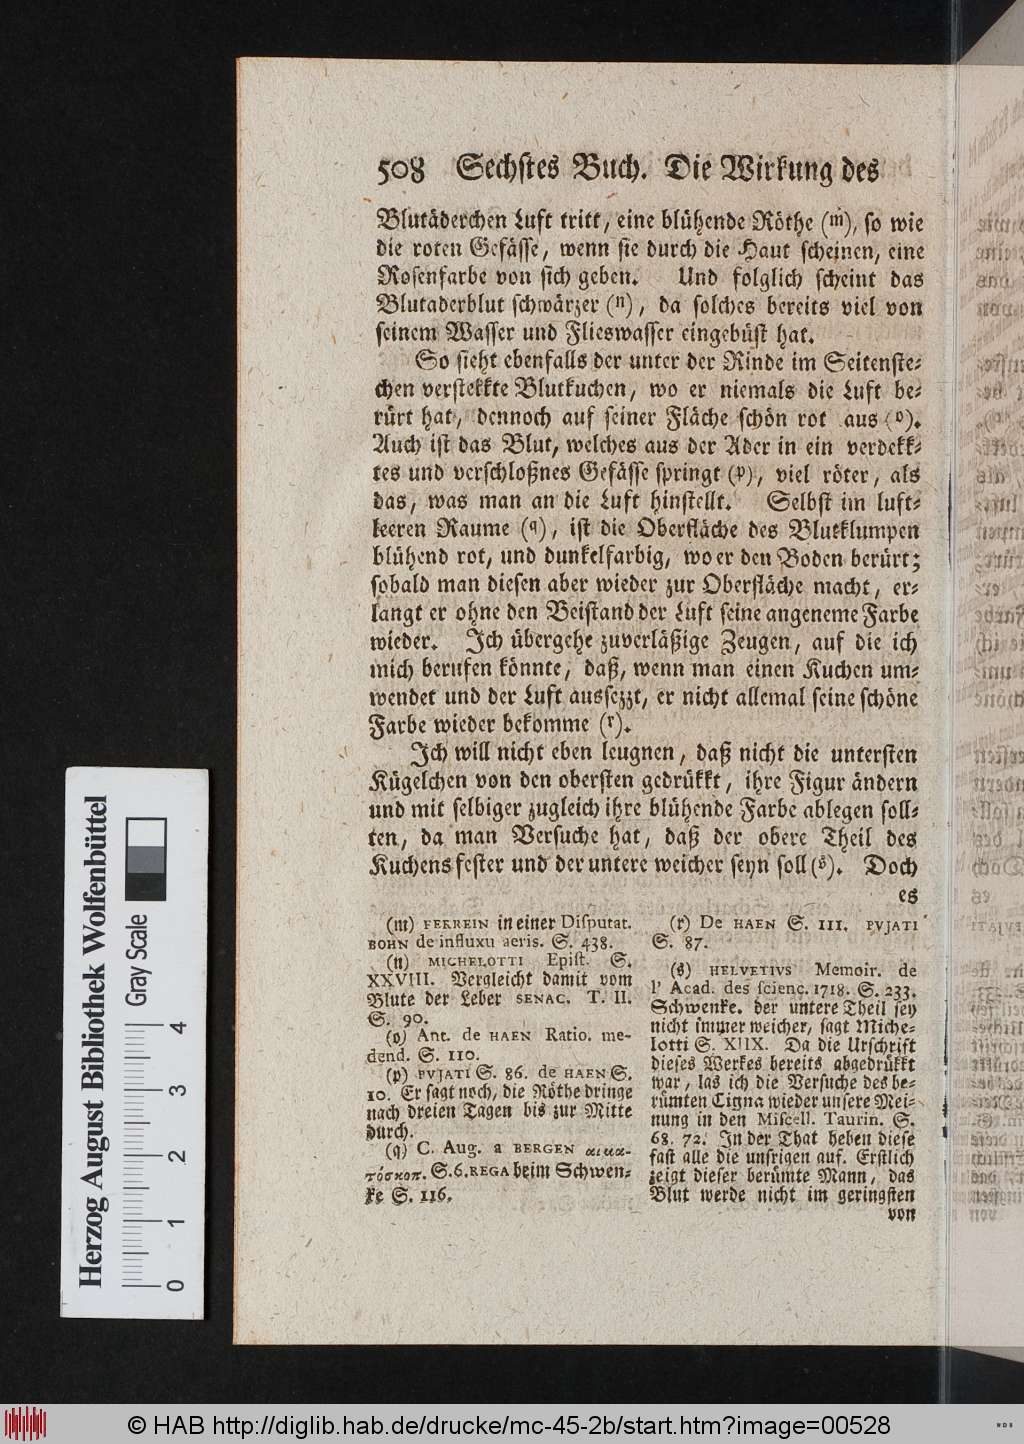 508 Sechstes Buch. Die Wirkung des
Blutäderchen Luft tritt, eine blühende Röthe (m), so wie
die roten Gefässe, wenn sie durch die Haut scheinen, eine
Rosenfarbe von sich geben. Und folglich scheint das
Blutaderblut schwärzer (n), da solches bereits viel von
seinem Wasser und Flieswasser eingebüst hat.
So sieht ebenfalls der unter der Rinde im Seitenste-
chen verstekkte Blutkuchen, wo er niemals die Luft be-
rürt hat, dennoch auf seiner Fläche schön rot aus (o).
Auch ist das Blut, welches aus der Ader in ein verdekk-
tes und verschloßnes Gefässe springt (p), viel röter, als
das, was man an die Luft hinstellt. Selbst im luft-
leeren Raume (q), ist die Oberfläche des Blutklumpen
blühend rot, und dunkelfarbig, wo er den Boden berürt;
sobald man diesen aber wieder zur Oberfläche macht, er-
langt er ohne den Beistand der Luft seine angeneme Farbe
wieder. Ich übergehe zuverläßige Zeugen, auf die ich
mich berufen könnte, daß, wenn man einen Kuchen um-
wendet und der Luft aussezzt, er nicht allemal seine schöne
Farbe wieder bekomme (r).
Ich will nicht eben leugnen, daß nicht die untersten
Kügelchen von den obersten gedrükkt, ihre Figur ändern
und mit selbiger zugleich ihre blühende Farbe ablegen soll-
ten, da man Versuche hat, daß der obere Theil des
Kuchens fester und der untere weicher seyn soll (s). Doch
es
(m) FERREIN in einer Disputat.
BOHN de influxu aeris. S. 438.
(n) MICHELOTTI Epist. S.
XXVIII. Vergleicht damit vom
Blute der Leber SENAC. T. II.
S. 90.
(o) Ant. de HAEN Ratio. me-
dend. S. 110.
(p) PVJATI S. 86. de HAEN S.
10. Er sagt noch, die Röthe dringe
nach dreien Tagen bis zur Mitte
durch.
(q) C. Aug. a BERGEN αιμα-
τόσκοπ. S. 6. REGA beim Schwen-
ke S. 116.
(r) De HAEN S. III. PVJATI
S. 87.
(s) HELVETIVS Memoir. de
l' Acad. des scienc. 1718. S. 233.
Schwenke. der untere Theil sey
nicht immer weicher, sagt Miche-
lotti S. XIIX. Da die Urschrift
dieses Werkes bereits abgedrükkt
war, las ich die Versuche des be-
rümten Cigna wieder unsere Mei-
nung in den Miscell. Taurin. S.
68. 72. In der That heben diese
fast alle die unsrigen auf. Erstlich
zeigt dieser berümte Mann, das
Blut werde nicht im geringsten
von
Herzog August Bibliothek Wolfenbüttel
Gray Scale
0 1 2 3 4
© HAB http://diglib.hab.de/drucke/mc-45-2b/start.htm?image=00528